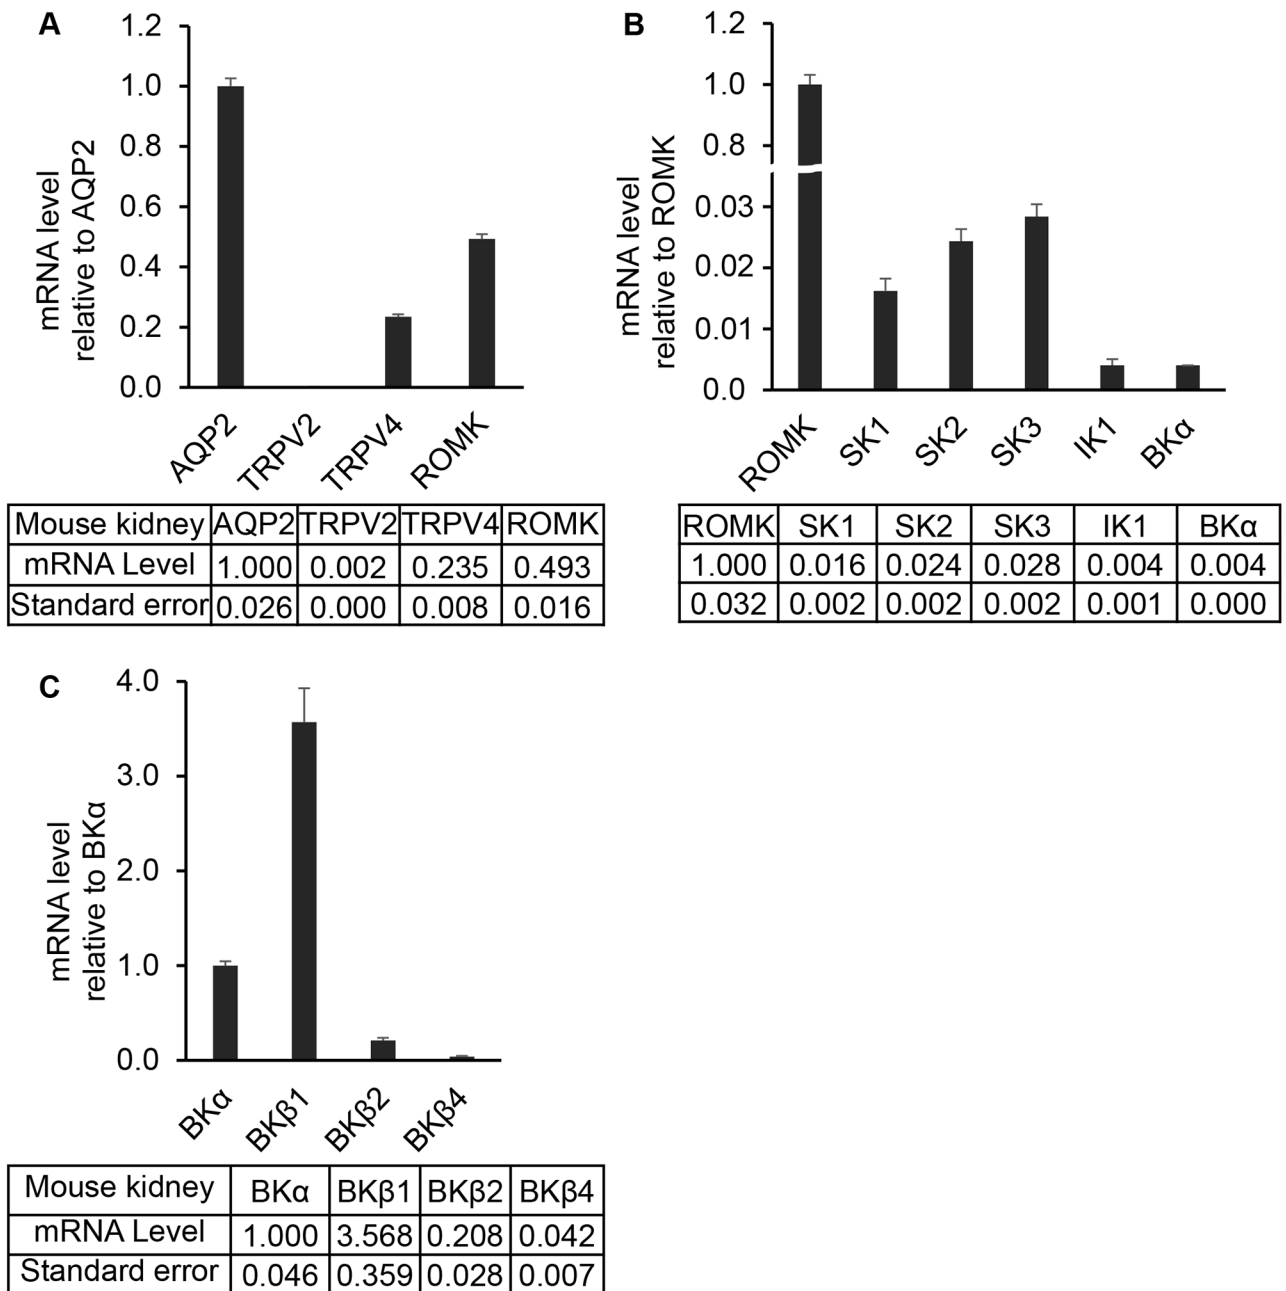 A
1.2
1.0
0.8
0.6
0.4
0.2
0.0
mRNA level
relative to AQP2
AQP2
TRPV2
TRPV4
ROMK
Mouse kidney AQP2 TRPV2 TRPV4 ROMK
mRNA Level 1.000 0.002 0.235 0.493
Standard error 0.026 0.000 0.008 0.016
B
1.2
1.0
0.8
0.03
0.02
0.01
0.0
mRNA level
relative to ROMK
ROMK
SK1
SK2
SK3
IK1
BKα
ROMK SK1 SK2 SK3 IK1 BKα
1.000 0.016 0.024 0.028 0.004 0.004
0.032 0.002 0.002 0.002 0.001 0.000
C
4.0
3.0
2.0
1.0
0.0
mRNA level
relative to BKα
BKα
BKβ1
BKβ2
BKβ4
Mouse kidney BKα BKβ1 BKβ2 BKβ4
mRNA Level 1.000 3.568 0.208 0.042
Standard error 0.046 0.359 0.028 0.007